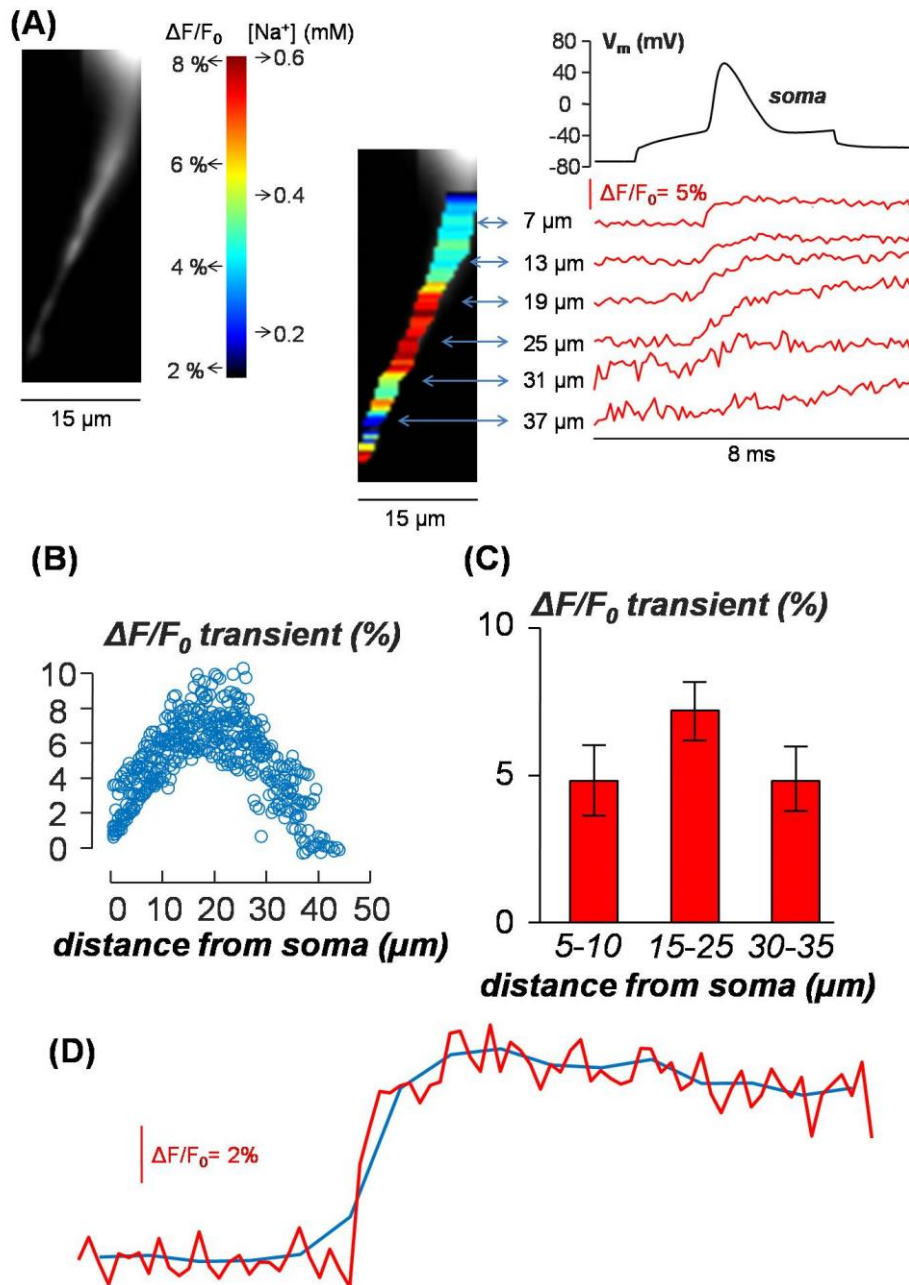 (A)
ΔF/F₀
[Na⁺] (mM)
8 %
0.6
6 %
0.4
4 %
0.2
2 %
15 µm
15 µm
80
40
0
-40
-80
Vₘ (mV)
soma
ΔF/F₀= 5%
7 µm
13 µm
19 µm
25 µm
31 µm
37 µm
8 ms
(B)
ΔF/F₀ transient (%)
10
8
6
4
2
0
0 10 20 30 40 50
distance from soma (µm)
(C)
ΔF/F₀ transient (%)
10
5
0
5-10 15-25 30-35
distance from soma (µm)
(D)
ΔF/F₀= 2%